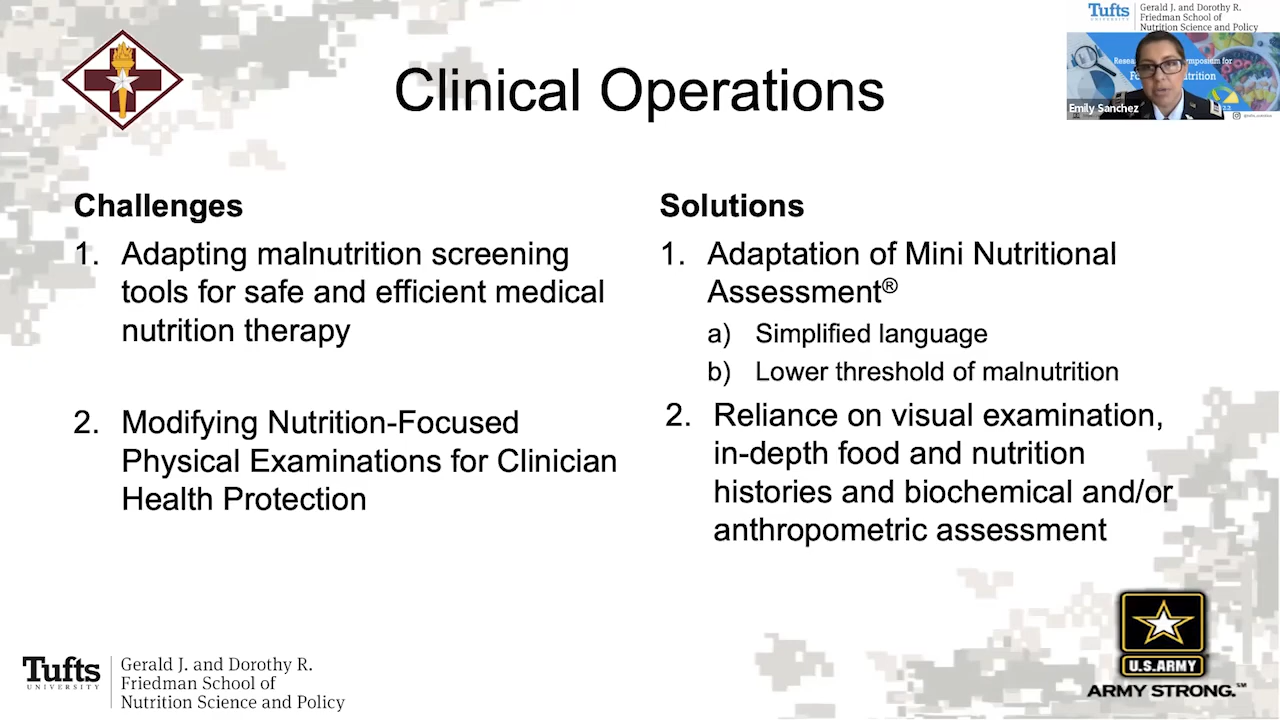 Clinical Operations
Tufts
UNIVERSITY
Gerald J. and Dorothy R.
Friedman School of
Nutrition Science and Policy
Emily Sanchez
Challenges
1. Adapting malnutrition screening
tools for safe and efficient medical
nutrition therapy
2. Modifying Nutrition-Focused
Physical Examinations for Clinician
Health Protection
Solutions
1. Adaptation of Mini Nutritional
Assessment®
a) Simplified language
b) Lower threshold of malnutrition
2. Reliance on visual examination,
in-depth food and nutrition
histories and biochemical and/or
anthropometric assessment
Tufts
UNIVERSITY
Gerald J. and Dorothy R.
Friedman School of
Nutrition Science and Policy
U.S.ARMY
ARMY STRONG.℠